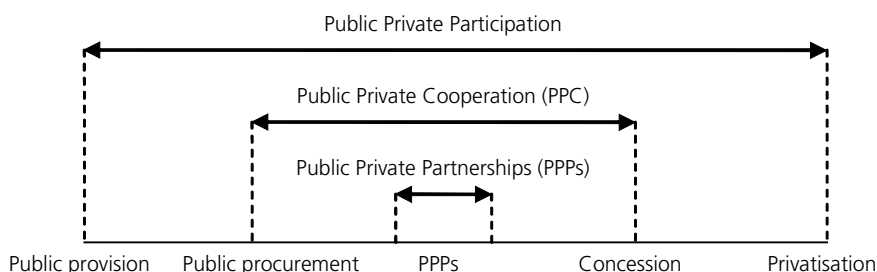 Public Private Participation
Public Private Cooperation (PPC)
Public Private Partnerships (PPPs)
Public provision Public procurement PPPs Concession Privatisation